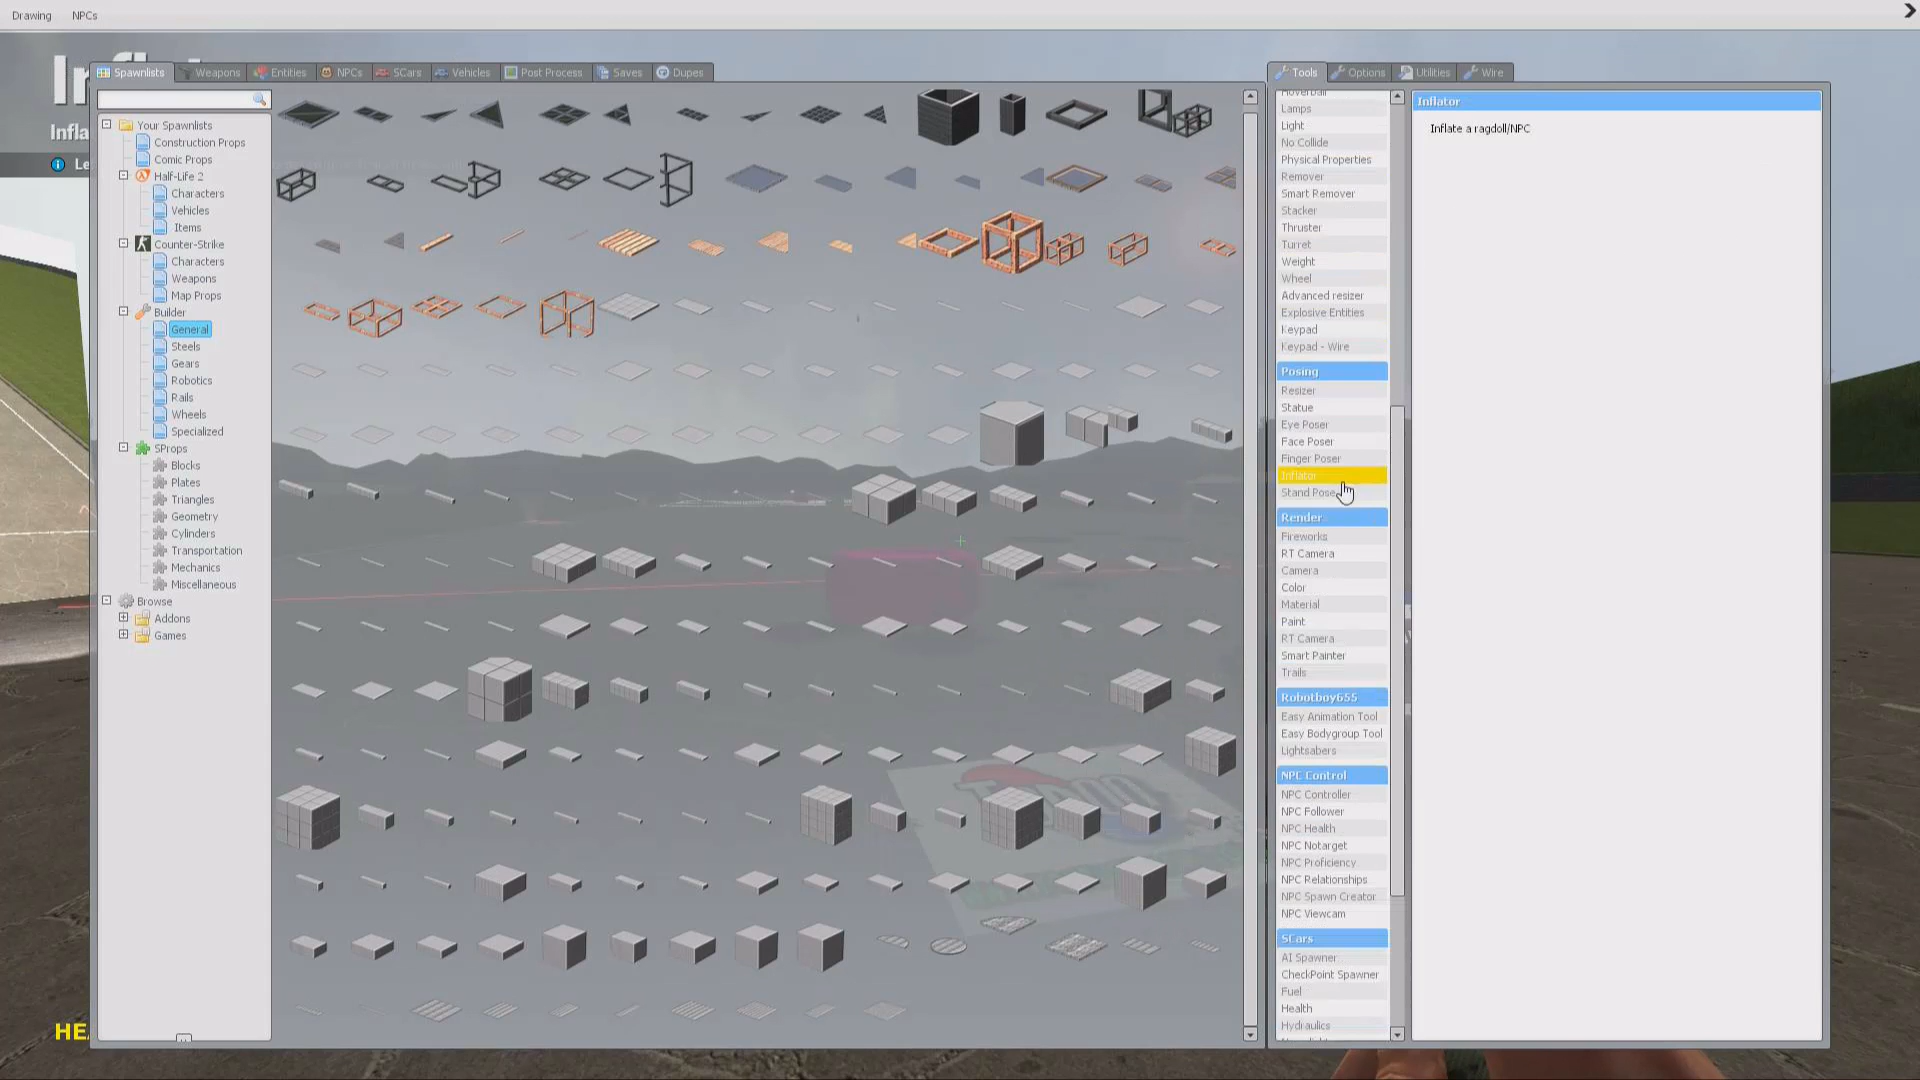 Drawing NPCs
Spawnlists Weapons Entities NPCs SCars Vehicles Post Process Saves Dupes
Tools Options Utilities Wire
Your Spawnlists
Construction Props
Comic Props
Half-Life 2
Characters
Vehicles
Items
Counter-Strike
Characters
Weapons
Map Props
Builder
General
Steels
Gears
Robotics
Rails
Wheels
Specialized
SProps
Blocks
Plates
Triangles
Geometry
Cylinders
Transportation
Mechanics
Miscellaneous
Browse
Addons
Games
Hoverball
Lamps
Light
No Collide
Physical Properties
Remover
Smart Remover
Stacker
Thruster
Turret
Weight
Wheel
Advanced resizer
Explosive Entities
Keypad
Keypad - Wire
Posing
Resizer
Statue
Eye Poser
Face Poser
Finger Poser
Inflator
Stand Pose
Render
Fireworks
RT Camera
Camera
Color
Material
Paint
RT Camera
Smart Painter
Trails
Robotboy655
Easy Animation Tool
Easy Bodygroup Tool
Lightsabers
NPC Control
NPC Controller
NPC Follower
NPC Health
NPC Notarget
NPC Proficiency
NPC Relationships
NPC Spawn Creator
NPC Viewcam
SCars
AI Spawner
CheckPoint Spawner
Fuel
Health
Hydraulics
Inflator
Inflate a ragdoll/NPC
Infla
Le
HE